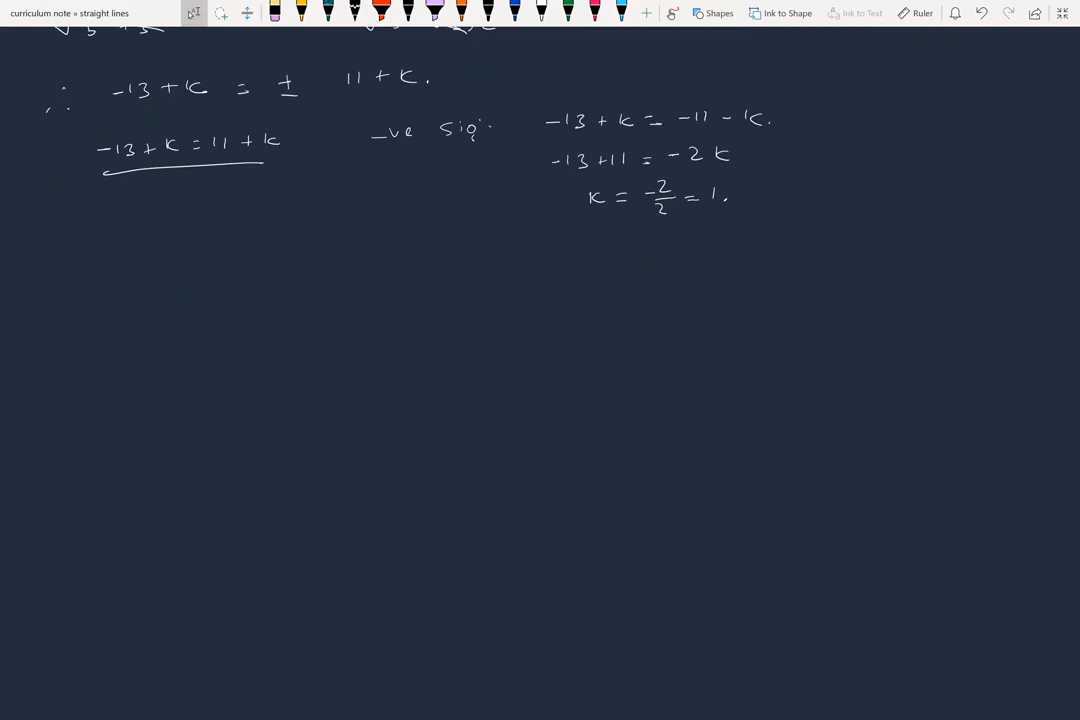 curriculum note » straight lines
Shapes Ink to Shape Ink to Text Ruler
∴ -13 + k = ± 11 + k.
-13 + k = 11 + k
-ve sig:
-13 + k = -11 - k.
-13 + 11 = -2 k
k = -2/2 = 1.